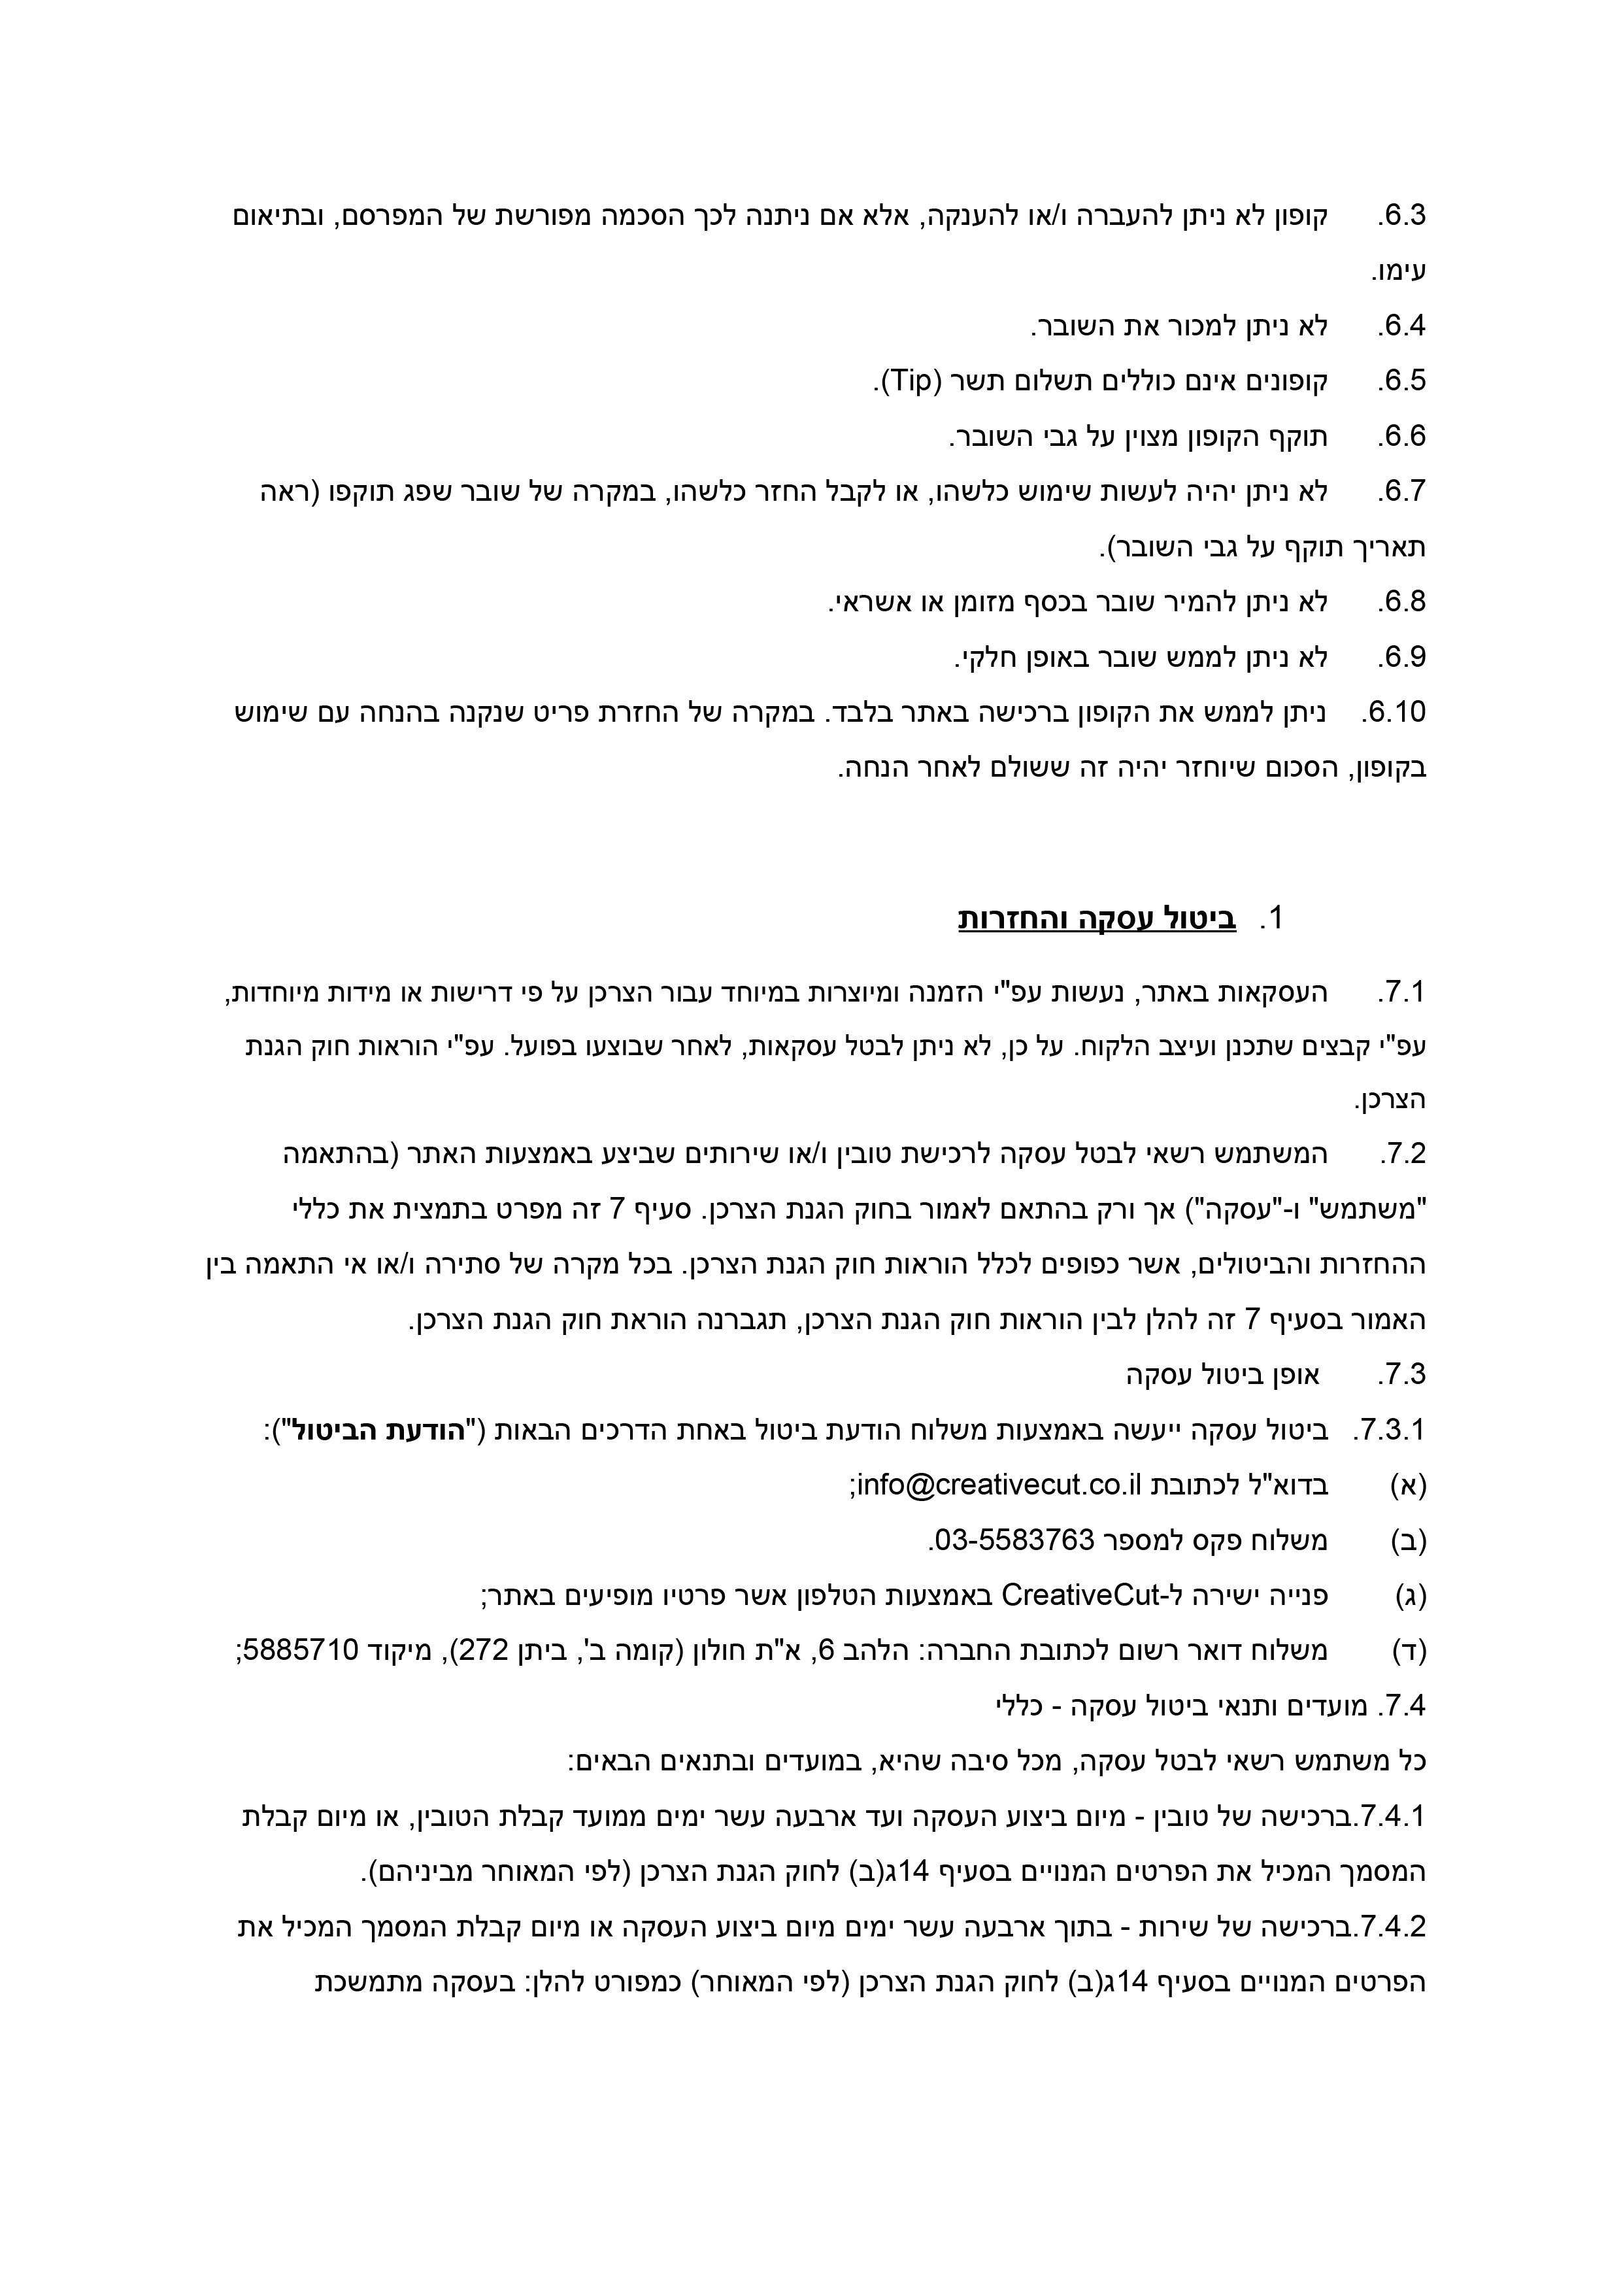 6.3. קופון לא ניתן להעברה ו/או להענקה, אלא אם ניתנה לכך הסכמה מפורשת של המפרסם, ובתיאום
עימו.
6.4. לא ניתן למכור את השובר.
6.5. קופונים אינם כוללים תשלום תשר (Tip).
6.6. תוקף הקופון מצוין על גבי השובר.
6.7. לא ניתן יהיה לעשות שימוש כלשהו, או לקבל החזר כלשהו, במקרה של שובר שפג תוקפו (ראה
תאריך תוקף על גבי השובר).
6.8. לא ניתן להמיר שובר בכסף מזומן או אשראי.
6.9. לא ניתן לממש שובר באופן חלקי.
6.10. ניתן לממש את הקופון ברכישה באתר בלבד. במקרה של החזרת פריט שנקנה בהנחה עם שימוש
בקופון, הסכום שיוחזר יהיה זה ששולם לאחר הנחה.
1. ביטול עסקה והחזרות
7.1. העסקאות באתר, נעשות עפ"י הזמנה ומיוצרות במיוחד עבור הצרכן על פי דרישות או מידות מיוחדות,
עפ"י קבצים שתכנן ועיצב הלקוח. על כן, לא ניתן לבטל עסקאות, לאחר שבוצעו בפועל. עפ"י הוראות חוק הגנת
הצרכן.
7.2. המשתמש רשאי לבטל עסקה לרכישת טובין ו/או שירותים שביצע באמצעות האתר (בהתאמה
"משתמש" ו-"עסקה") אך ורק בהתאם לאמור בחוק הגנת הצרכן. סעיף 7 זה מפרט בתמצית את כללי
ההחזרות והביטולים, אשר כפופים לכלל הוראות חוק הגנת הצרכן. בכל מקרה של סתירה ו/או אי התאמה בין
האמור בסעיף 7 זה להלן לבין הוראות חוק הגנת הצרכן, תגברנה הוראת חוק הגנת הצרכן.
7.3. אופן ביטול עסקה
7.3.1. ביטול עסקה ייעשה באמצעות משלוח הודעת ביטול באחת הדרכים הבאות ("הודעת הביטול"):
(א) בדוא"ל לכתובת info@creativecut.co.il;
(ב) משלוח פקס למספר 03-5583763.
(ג) פנייה ישירה ל-CreativeCut באמצעות הטלפון אשר פרטיו מופיעים באתר;
(ד) משלוח דואר רשום לכתובת החברה: הלהב 6, א"ת חולון (קומה ב', ביתן 272), מיקוד 5885710;
7.4. מועדים ותנאי ביטול עסקה - כללי
כל משתמש רשאי לבטל עסקה, מכל סיבה שהיא, במועדים ובתנאים הבאים:
7.4.1.ברכישה של טובין - מיום ביצוע העסקה ועד ארבעה עשר ימים ממועד קבלת הטובין, או מיום קבלת
המסמך המכיל את הפרטים המנויים בסעיף 14ג(ב) לחוק הגנת הצרכן (לפי המאוחר מביניהם).
7.4.2.ברכישה של שירות - בתוך ארבעה עשר ימים מיום ביצוע העסקה או מיום קבלת המסמך המכיל את
הפרטים המנויים בסעיף 14ג(ב) לחוק הגנת הצרכן (לפי המאוחר) כמפורט להלן: בעסקה מתמשכת